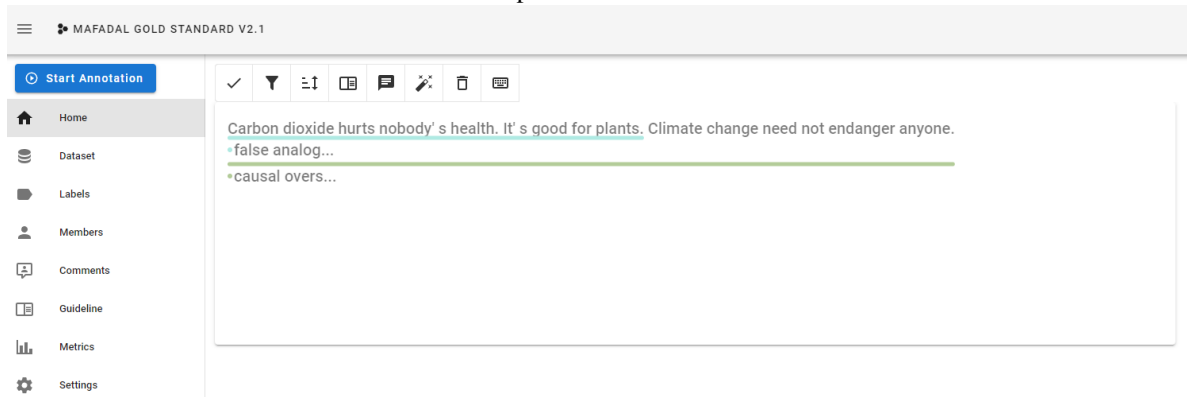 MAFADAL GOLD STANDARD V2.1
Start Annotation
Home
Dataset
Labels
Members
Comments
Guideline
Metrics
Settings
Carbon dioxide hurts nobody' s health. It' s good for plants. Climate change need not endanger anyone.
•false analog...
•causal overs...